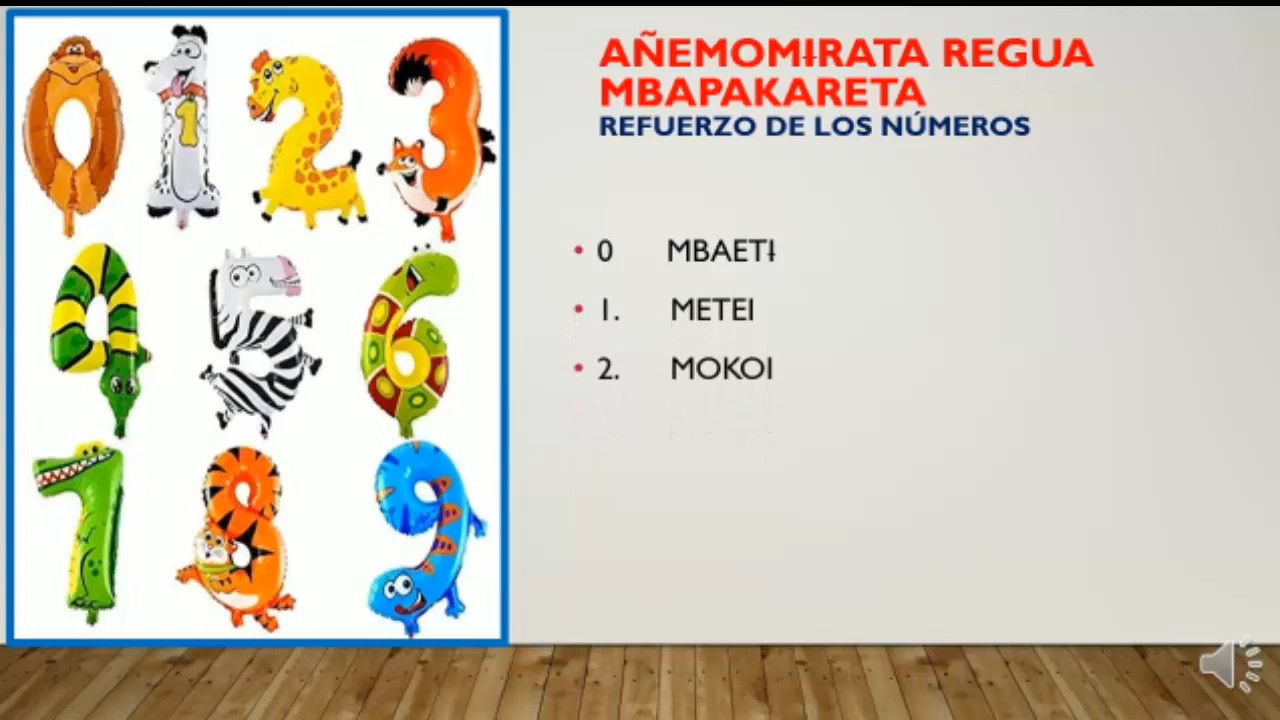 AÑEMOMƗRATA REGUA
MBAPAKARETA
REFUERZO DE LOS NÚMEROS
0 MBAETƗ
1. METEI
2. MOKOI